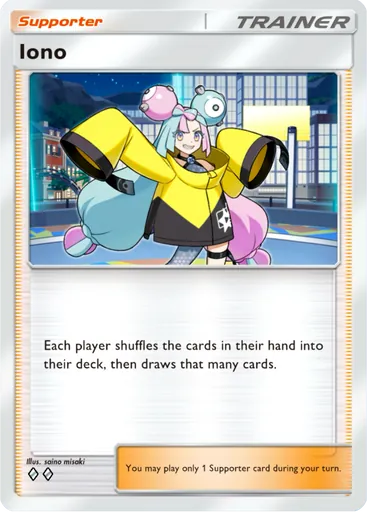 Supporter
TRAINER
Iono
Each player shuffles the cards in their hand into
their deck, then draws that many cards.
Illus. saino misaki
You may play only 1 Supporter card during your turn.